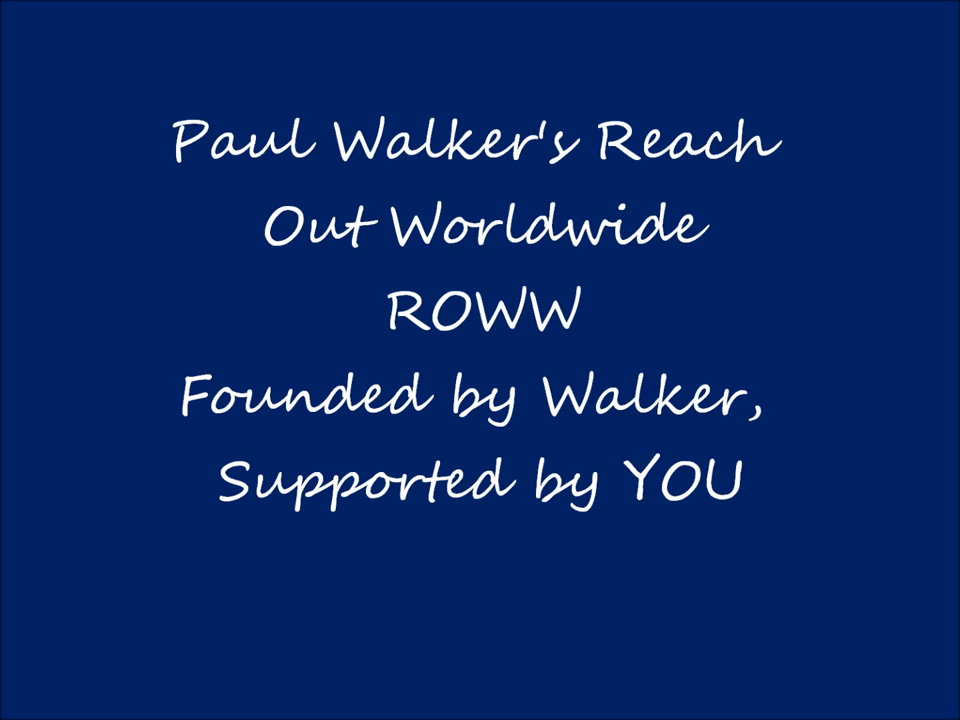 Paul Walker's Reach
Out Worldwide
ROWW
Founded by Walker,
Supported by YOU